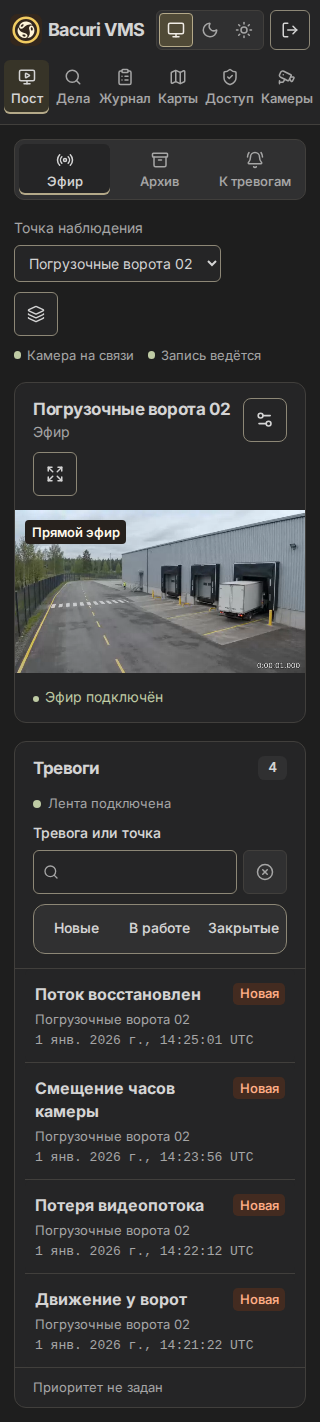 Bacuri VMS
Пост Дела Журнал Карты Доступ Камеры
Эфир Архив К тревогам
Точка наблюдения
Погрузочные ворота 02
Камера на связи Запись ведётся
Погрузочные ворота 02
Эфир
Прямой эфир
0:00:01.000
Эфир подключён
Тревоги 4
Лента подключена
Тревога или точка
Новые В работе Закрытые
Поток восстановлен Новая
Погрузочные ворота 02
1 янв. 2026 г., 14:25:01 UTC
Смещение часов Новая
камеры
Погрузочные ворота 02
1 янв. 2026 г., 14:23:56 UTC
Потеря видеопотока Новая
Погрузочные ворота 02
1 янв. 2026 г., 14:22:12 UTC
Движение у ворот Новая
Погрузочные ворота 02
1 янв. 2026 г., 14:21:22 UTC
Приоритет не задан